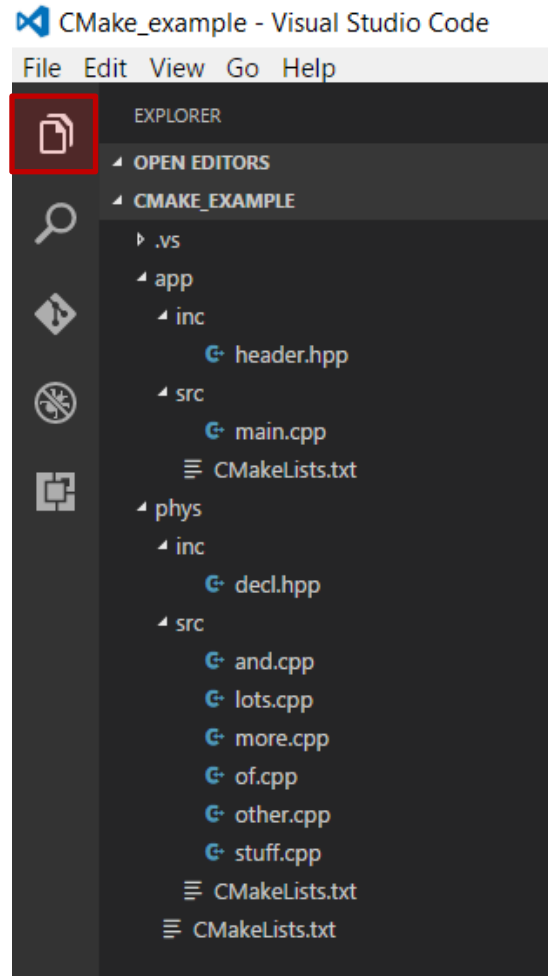 CMake_example - Visual Studio Code
File Edit View Go Help
EXPLORER
OPEN EDITORS
CMAKE_EXAMPLE
.vs
app
inc
header.hpp
src
main.cpp
CMakeLists.txt
phys
inc
decl.hpp
src
and.cpp
lots.cpp
more.cpp
of.cpp
other.cpp
stuff.cpp
CMakeLists.txt
CMakeLists.txt